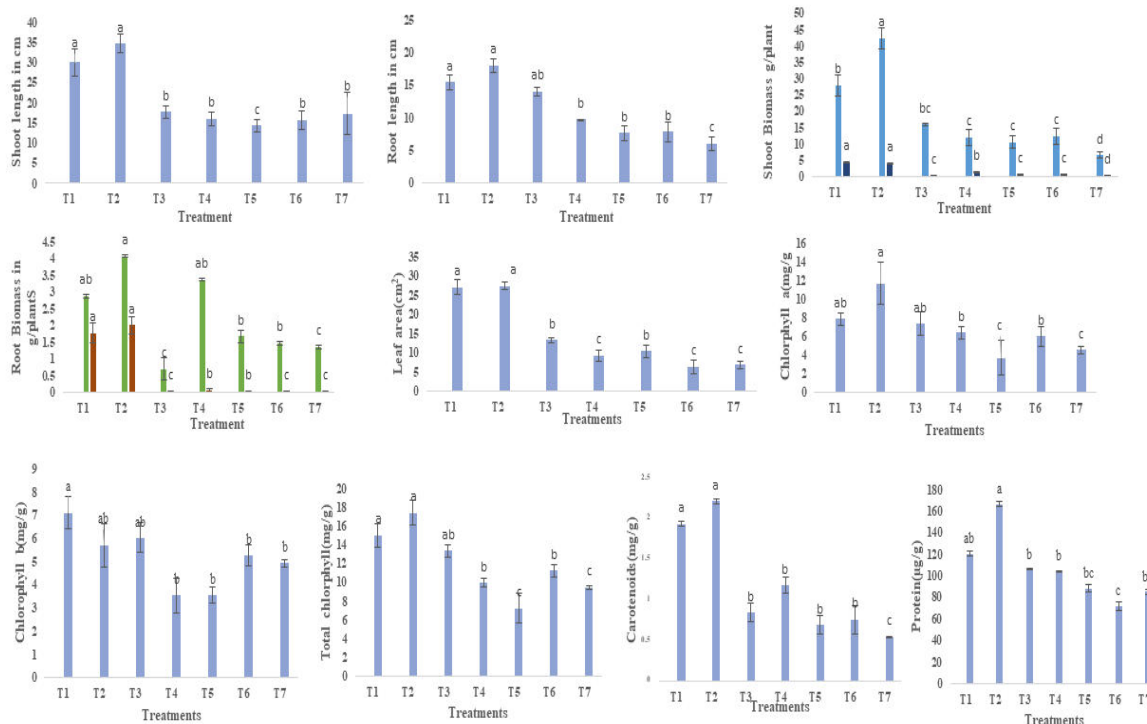 Shoot length in cm
40
35
30
25
20
15
10
5
0
a
a
b
b
c
b
b
T1 T2 T3 T4 T5 T6 T7
Treatment
Root length in cm
25
20
15
10
5
0
a
a
ab
b
b
b
c
T1 T2 T3 T4 T5 T6 T7
Treatment
Shoot Biomass g/plant
50
45
40
35
30
25
20
15
10
5
0
b
a
a
a
bc
c
c
b
c
c
c
c
d
d
T1 T2 T3 T4 T5 T6 T7
Treatment
Root Biomass in
g/plantS
4.5
4
3.5
3
2.5
2
1.5
1
0.5
0
ab
a
a
a
c
c
ab
b
b
c
b
c
c
c
T1 T2 T3 T4 T5 T6 T7
Treatment
Leaf area(cm²)
35
30
25
20
15
10
5
0
a
a
b
c
b
c
c
T1 T2 T3 T4 T5 T6 T7
Treatments
Chlorophyll a(mg/g
16
14
12
10
8
6
4
2
0
ab
a
ab
b
c
b
c
T1 T2 T3 T4 T5 T6 T7
Treatments
Chlorophyll b(mg/g)
9
8
7
6
5
4
3
2
1
0
a
ab
ab
b
b
b
b
T1 T2 T3 T4 T5 T6 T7
Treatments
Total chlorophyll(mg/g)
20
18
16
14
12
10
8
6
4
2
0
a
a
ab
b
c
b
c
T1 T2 T3 T4 T5 T6 T7
Treatments
Carotenoids(mg/g)
2.5
2
1.5
1
0.5
0
a
a
b
b
b
b
c
T1 T2 T3 T4 T5 T6 T7
Treatments
Protein(µg/g)
180
160
140
120
100
80
60
40
20
0
ab
a
b
b
bc
c
b
T1 T2 T3 T4 T5 T6
Treatments